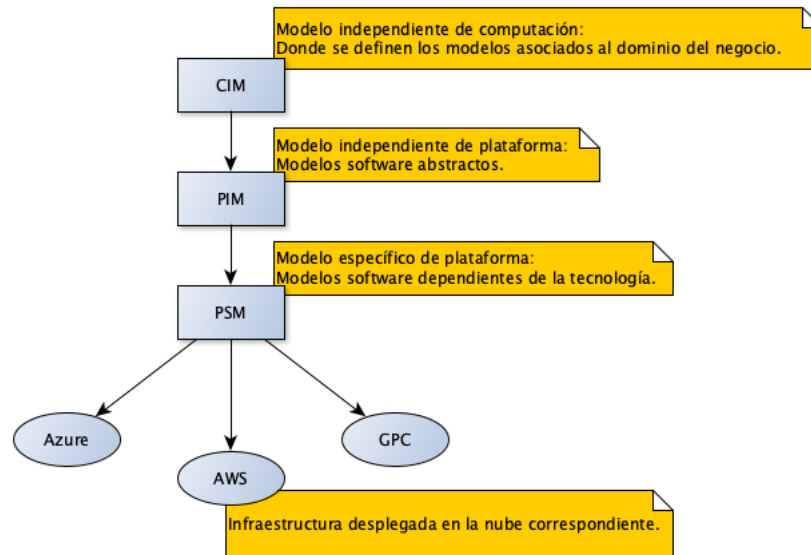 Modelo independiente de computación:
Donde se definen los modelos asociados al dominio del negocio.
CIM
Modelo independiente de plataforma:
Modelos software abstractos.
PIM
Modelo específico de plataforma:
Modelos software dependientes de la tecnología.
PSM
Azure
GPC
AWS
Infraestructura desplegada en la nube correspondiente.